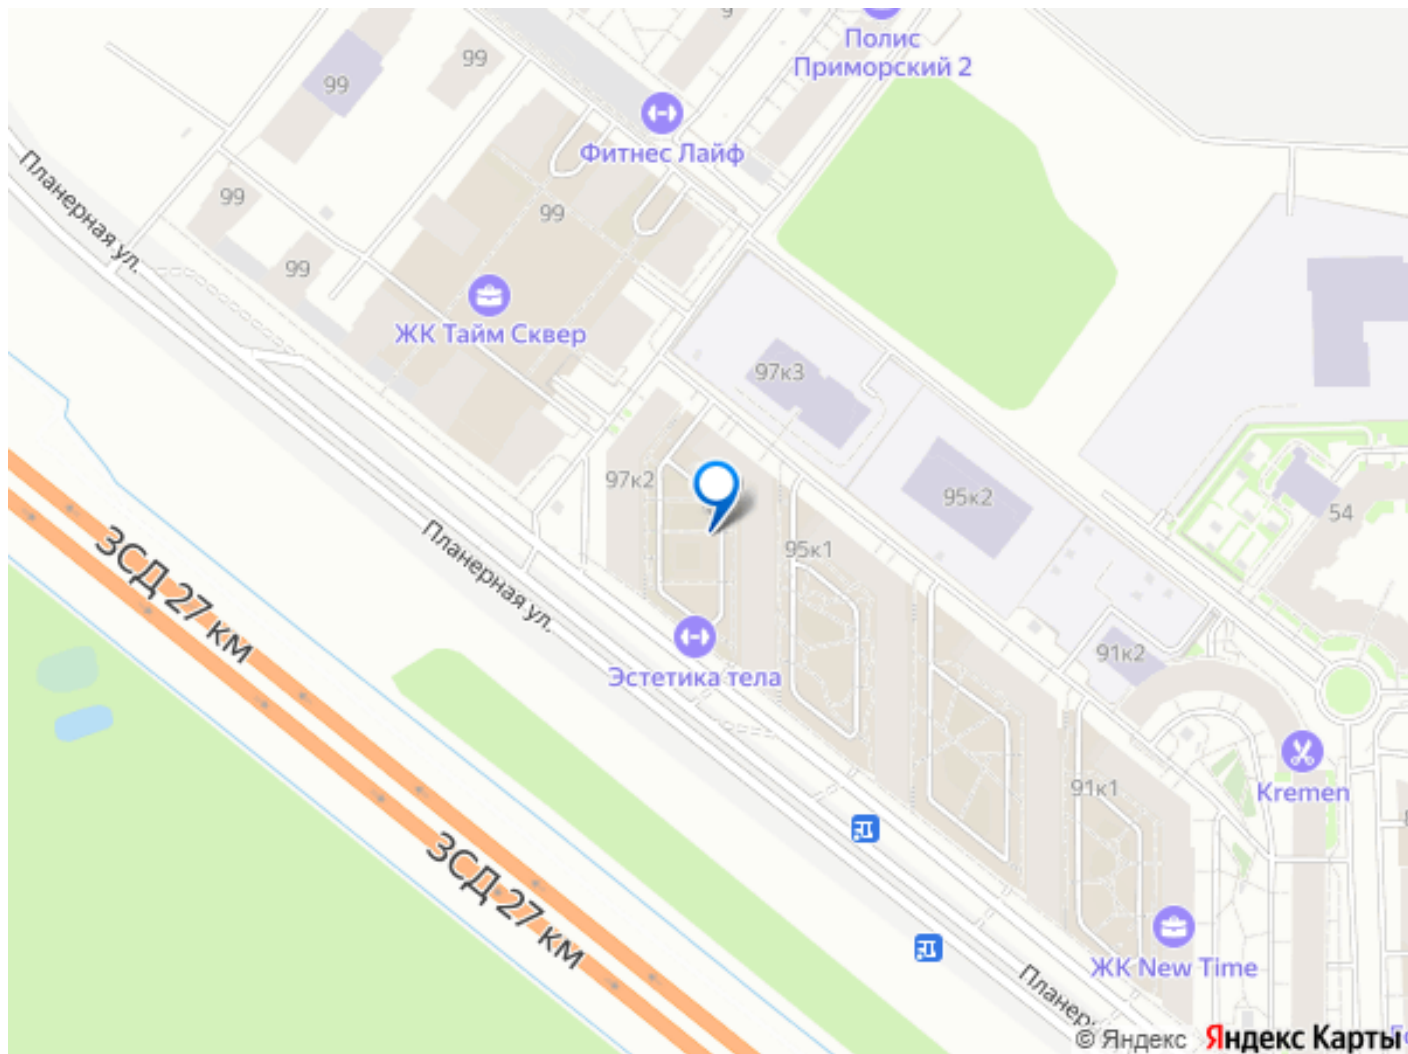 9
Полис
Приморский 2
99
99
Фитнес Лайф
Планерная ул.
99
99
99
ЖК Тайм Сквер
97к3
97к2
95к2
54
Планерная ул.
95к1
ЗСД 27 км
91к2
Эстетика тела
Kremen
91к1
ЗСД 27 км
ЖК New Time
Планер
© Яндекс Яндекс Карты